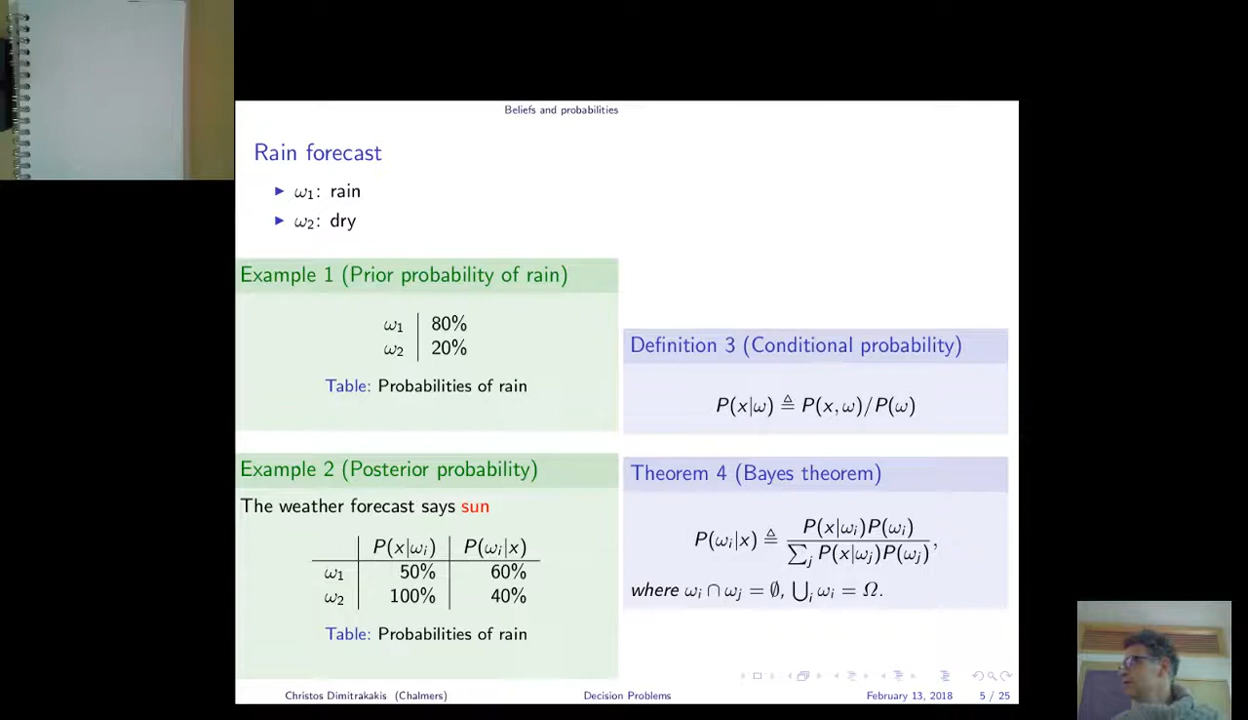 Beliefs and probabilities
Rain forecast
▶ ω₁: rain
▶ ω₂: dry
Example 1 (Prior probability of rain)
ω₁ | 80%
ω₂ | 20%
Table: Probabilities of rain
Example 2 (Posterior probability)
The weather forecast says sun
P(x|ωᵢ) | P(ωᵢ|x)
ω₁ | 50% | 60%
ω₂ | 100% | 40%
Table: Probabilities of rain
Definition 3 (Conditional probability)
P(x|ω) ≜ P(x, ω)/P(ω)
Theorem 4 (Bayes theorem)
P(ωᵢ|x) ≜ P(x|ωᵢ)P(ωᵢ) / ∑ⱼ P(x|ωⱼ)P(ωⱼ),
where ωᵢ ∩ ωⱼ = ∅, ⋃ᵢ ωᵢ = Ω.
Christos Dimitrakakis (Chalmers) Decision Problems February 13, 2018 5 / 25